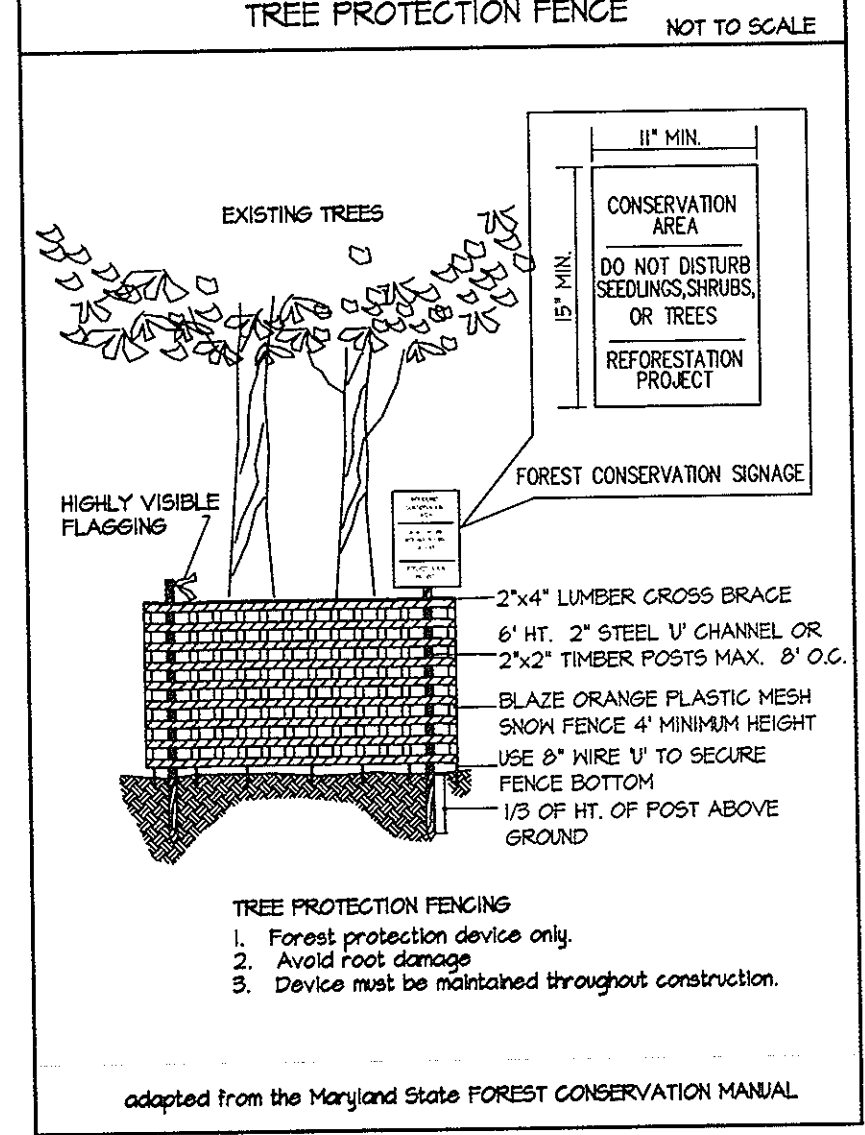 TREE PROTECTION FENCE
NOT TO SCALE
11" MIN.
15" MIN.
CONSERVATION
AREA
DO NOT DISTURB
SEEDLINGS, SHRUBS,
OR TREES
REFORESTATION
PROJECT
FOREST CONSERVATION SIGNAGE
EXISTING TREES
HIGHLY VISIBLE
FLAGGING
2"x4" LUMBER CROSS BRACE
6' HT. 2" STEEL 'U' CHANNEL OR
2"x2" TIMBER POSTS MAX. 8' O.C.
BLAZE ORANGE PLASTIC MESH
SNOW FENCE 4' MINIMUM HEIGHT
USE 8" WIRE 'U' TO SECURE
FENCE BOTTOM
1/3 OF HT. OF POST ABOVE
GROUND
TREE PROTECTION FENCING
1. Forest protection device only.
2. Avoid root damage
3. Device must be maintained throughout construction.
adapted from the Maryland State FOREST CONSERVATION MANUAL